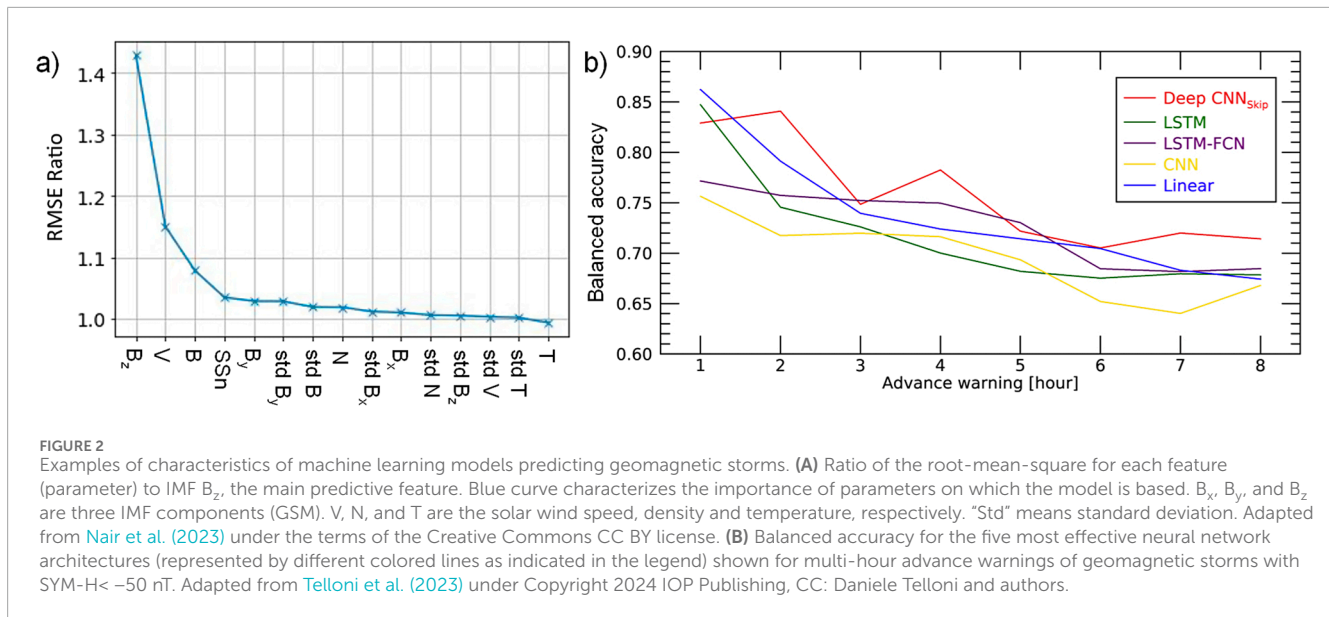 a)
RMSE Ratio
1.4
1.3
1.2
1.1
1.0
Bz
V
B
SSn
By
std By
std B
N
std Bx
Bx
std N
std Bz
std V
std T
T
b)
Balanced accuracy
0.90
0.85
0.80
0.75
0.70
0.65
0.60
Deep CNNSkip
LSTM
LSTM-FCN
CNN
Linear
1 2 3 4 5 6 7 8
Advance warning [hour]
FIGURE 2
Examples of characteristics of machine learning models predicting geomagnetic storms. (A) Ratio of the root-mean-square for each feature
(parameter) to IMF Bz, the main predictive feature. Blue curve characterizes the importance of parameters on which the model is based. Bx, By, and Bz
are three IMF components (GSM). V, N, and T are the solar wind speed, density and temperature, respectively. “Std” means standard deviation. Adapted
from Nair et al. (2023) under the terms of the Creative Commons CC BY license. (B) Balanced accuracy for the five most effective neural network
architectures (represented by different colored lines as indicated in the legend) shown for multi-hour advance warnings of geomagnetic storms with
SYM-H< −50 nT. Adapted from Telloni et al. (2023) under Copyright 2024 IOP Publishing, CC: Daniele Telloni and authors.